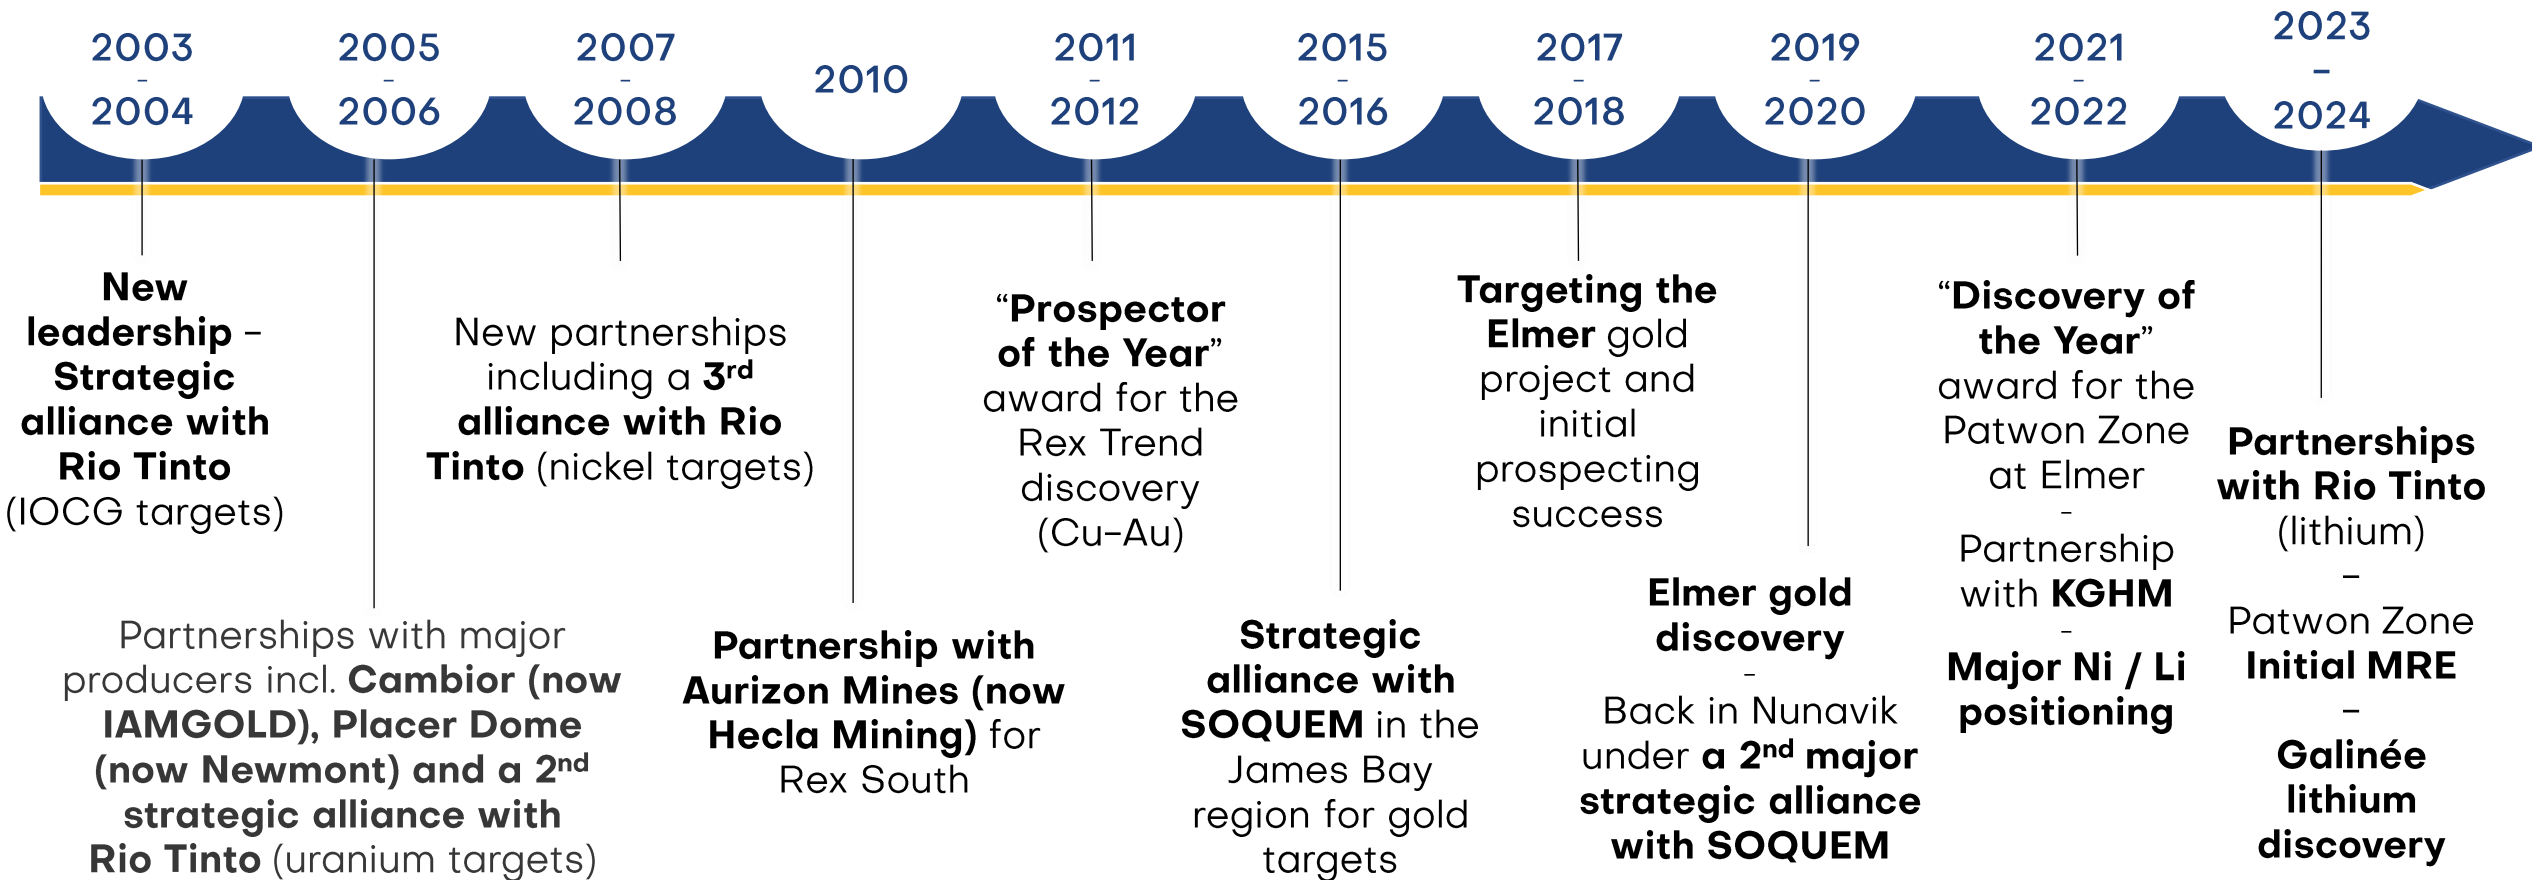 2003
–
2004
New
leadership –
Strategic
alliance with
Rio Tinto
(IOCG targets)
2005
–
2006
Partnerships with major
producers incl. Cambior (now
IAMGOLD), Placer Dome
(now Newmont) and a 2nd
strategic alliance with
Rio Tinto (uranium targets)
2007
–
2008
New partnerships
including a 3rd
alliance with Rio
Tinto (nickel targets)
2010
Partnership with
Aurizon Mines (now
Hecla Mining) for
Rex South
2011
–
2012
“Prospector
of the Year”
award for the
Rex Trend
discovery
(Cu–Au)
2015
–
2016
Strategic
alliance with
SOQUEM in the
James Bay
region for gold
targets
2017
–
2018
Targeting the
Elmer gold
project and
initial
prospecting
success
2019
–
2020
Elmer gold
discovery
–
Back in Nunavik
under a 2nd major
strategic alliance
with SOQUEM
2021
–
2022
“Discovery of
the Year”
award for the
Patwon Zone
at Elmer
–
Partnership
with KGHM
–
Major Ni / Li
positioning
2023
–
2024
Partnerships
with Rio Tinto
(lithium)
–
Patwon Zone
Initial MRE
–
Galinée
lithium
discovery